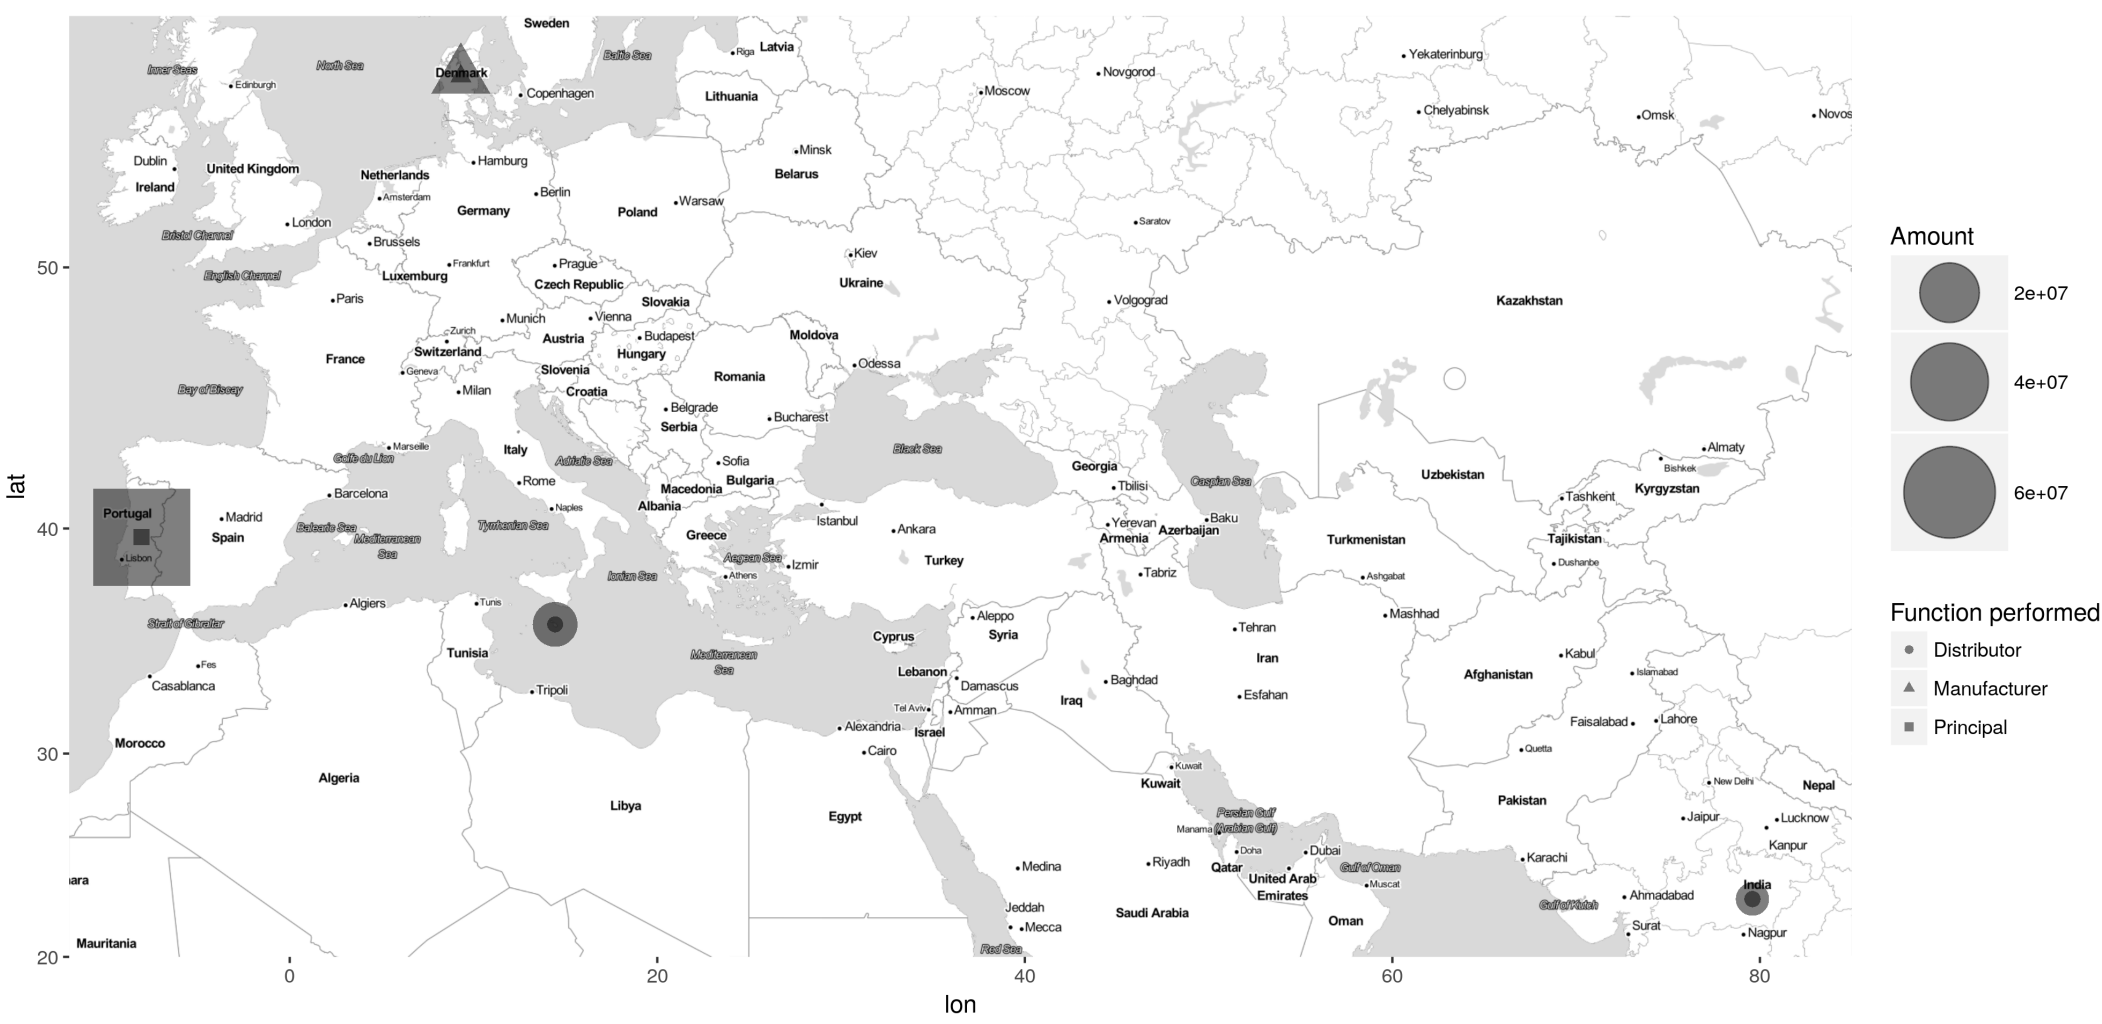 Sweden
Baltic Sea
Riga
Latvia
Yekaterinburg
Inner Seas
North Sea
Denmark
Novgorod
Edinburgh
Copenhagen
Lithuania
Moscow
Chelyabinsk
Omsk
Novos
Dublin
United Kingdom
Hamburg
Minsk
Ireland
Netherlands
Belarus
Amsterdam
Berlin
Germany
Poland
Warsaw
London
Saratov
Bristol Channel
Brussels
Kiev
50
English Channel
Luxemburg
Frankfurt
Prague
Czech Republic
Ukraine
Paris
Slovakia
Volgograd
Kazakhstan
Munich
Vienna
Zurich
Austria
Budapest
Moldova
France
Switzerland
Hungary
Geneva
Slovenia
Romania
Odessa
Bay of Biscay
Milan
Croatia
Belgrade
Bucharest
Serbia
Marseille
Golfe du Lion
Italy
Adriatic Sea
Sofia
Black Sea
Georgia
Almaty
Bishkek
Rome
Macedonia
Bulgaria
Tbilisi
Caspian Sea
Uzbekistan
Kyrgyzstan
Barcelona
Naples
Albania
Tashkent
Portugal
Madrid
Balearic Sea
Tyrrhenian Sea
Istanbul
Ankara
Yerevan
Baku
40
Spain
Mediterranean
Sea
Greece
Armenia
Azerbaijan
Turkmenistan
Tajikistan
Lisbon
Aegean Sea
Izmir
Turkey
Dushanbe
Ionian Sea
Athens
Tabriz
Ashgabat
Algiers
Tunis
Aleppo
Mashhad
Strait of Gibraltar
Cyprus
Syria
Tehran
Tunisia
Mediterranean
Sea
Iran
Kabul
Fes
Lebanon
Afghanistan
Islamabad
Casablanca
Tripoli
Damascus
Baghdad
Esfahan
Iraq
Tel Aviv
Amman
Faisalabad
Lahore
Alexandria
Israel
Morocco
Cairo
Quetta
30
Algeria
Kuwait
Kuwait
New Delhi
Nepal
Libya
Egypt
Pakistan
Persian Gulf
(Arabian Gulf)
Manama
Jaipur
Lucknow
Kanpur
Doha
Dubai
Karachi
Medina
Riyadh
Qatar
Gulf of Oman
United Arab
Emirates
Muscat
India
Ahmadabad
Gulf of Kutch
Jeddah
Saudi Arabia
Oman
Mecca
Surat
Nagpur
Mauritania
Red Sea
20
ara
0
20
40
60
80
lon
lat
Amount
2e+07
4e+07
6e+07
Function performed
Distributor
Manufacturer
Principal